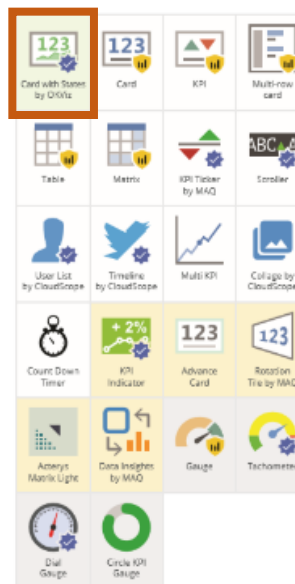 123
Card with States
by OKViz
123
Card
KPI
Multi-row
card
Table
Matrix
KPI Ticker
by MAQ
ABC
Scroller
User List
by CloudScope
Timeline
by CloudScope
Multi KPI
Collage by
CloudScope
Count Down
Timer
+ 2%
KPI
Indicator
123
Advance
Card
123
Rotation
Tile by MAQ
Acterys
Matrix Light
Data Insights
by MAQ
Gauge
Tachometer
Dial
Gauge
Circle KPI
Gauge